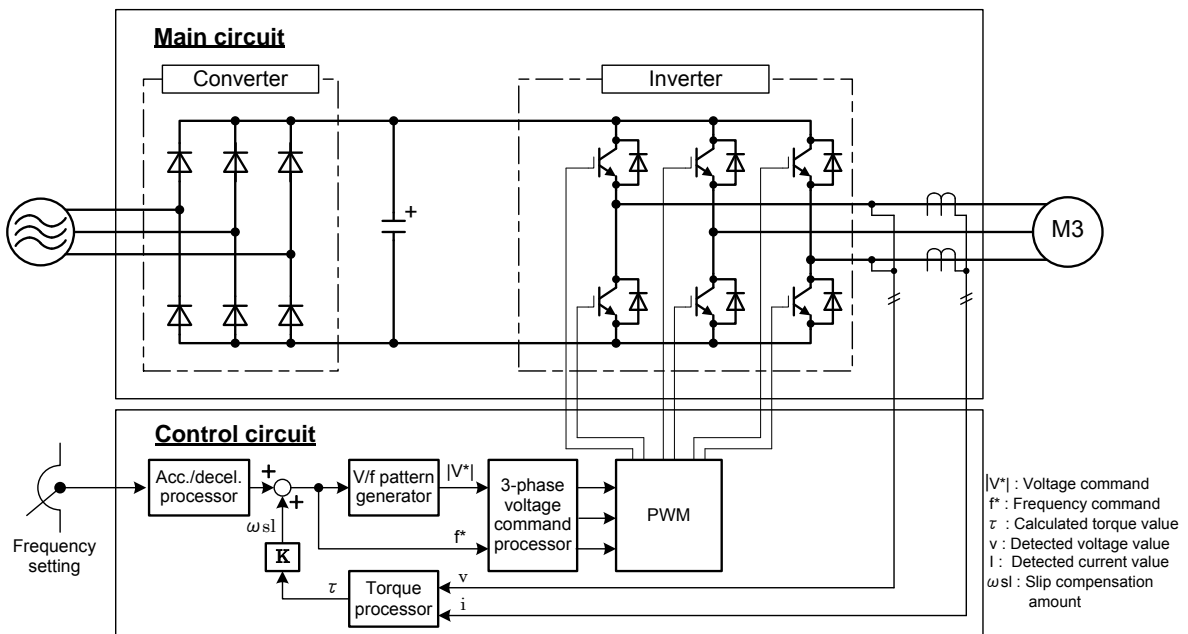 Main circuit
Converter
Inverter
+
M3
Control circuit
Acc./decel.
processor
+
+
V/f pattern
generator
|V*|
3-phase
voltage
command
processor
PWM
f*
ωsl
K
τ
Torque
processor
v
i
Frequency
setting
|V*| : Voltage command
f* : Frequency command
τ : Calculated torque value
v : Detected voltage value
I : Detected current value
ωsl : Slip compensation
amount